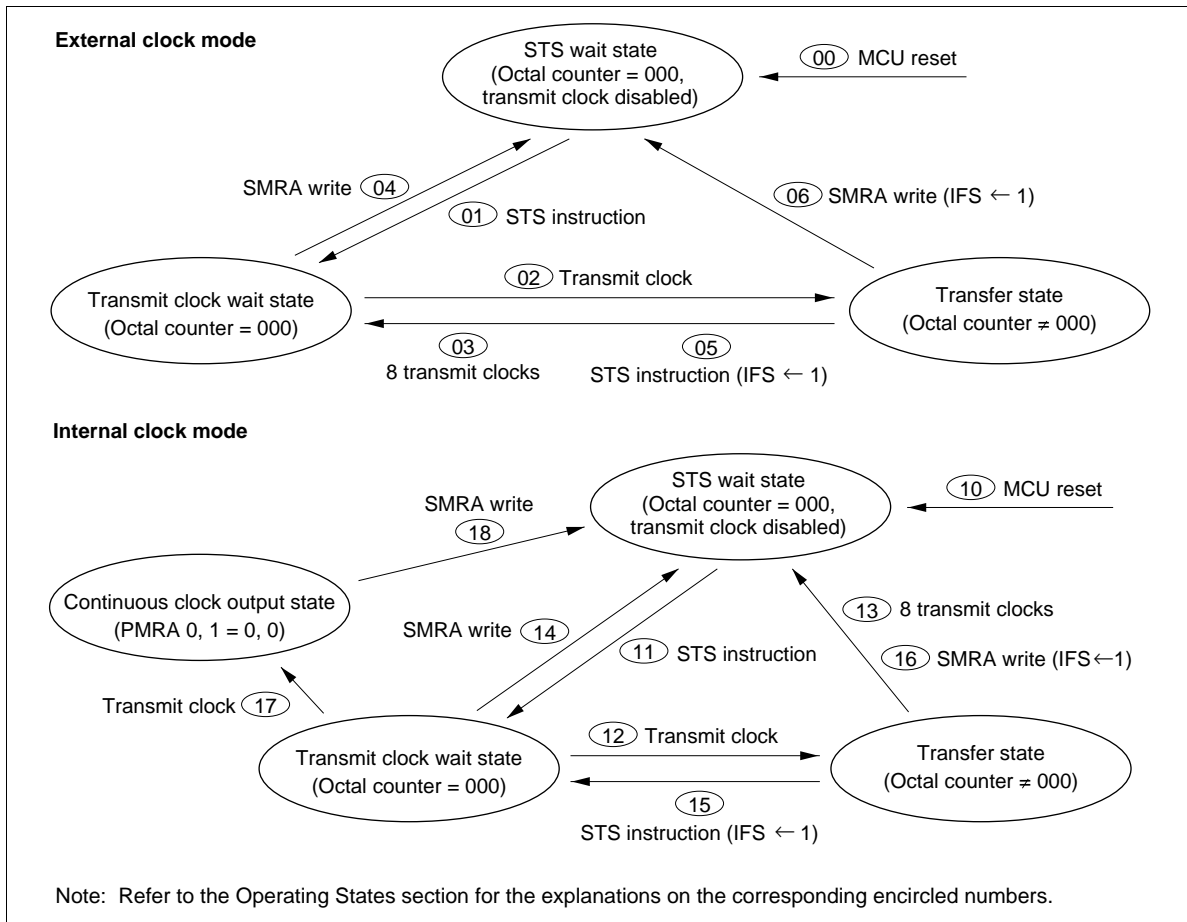 External clock mode
STS wait state
(Octal counter = 000,
transmit clock disabled)
00 MCU reset
SMRA write 04
01 STS instruction
06 SMRA write (IFS ← 1)
Transmit clock wait state
(Octal counter = 000)
02 Transmit clock
Transfer state
(Octal counter ≠ 000)
03
8 transmit clocks
05
STS instruction (IFS ← 1)
Internal clock mode
STS wait state
(Octal counter = 000,
transmit clock disabled)
10 MCU reset
SMRA write
18
Continuous clock output state
(PMRA 0, 1 = 0, 0)
SMRA write 14
11 STS instruction
13 8 transmit clocks
16 SMRA write (IFS←1)
Transmit clock 17
Transmit clock wait state
(Octal counter = 000)
12 Transmit clock
Transfer state
(Octal counter ≠ 000)
15
STS instruction (IFS ← 1)
Note: Refer to the Operating States section for the explanations on the corresponding encircled numbers.